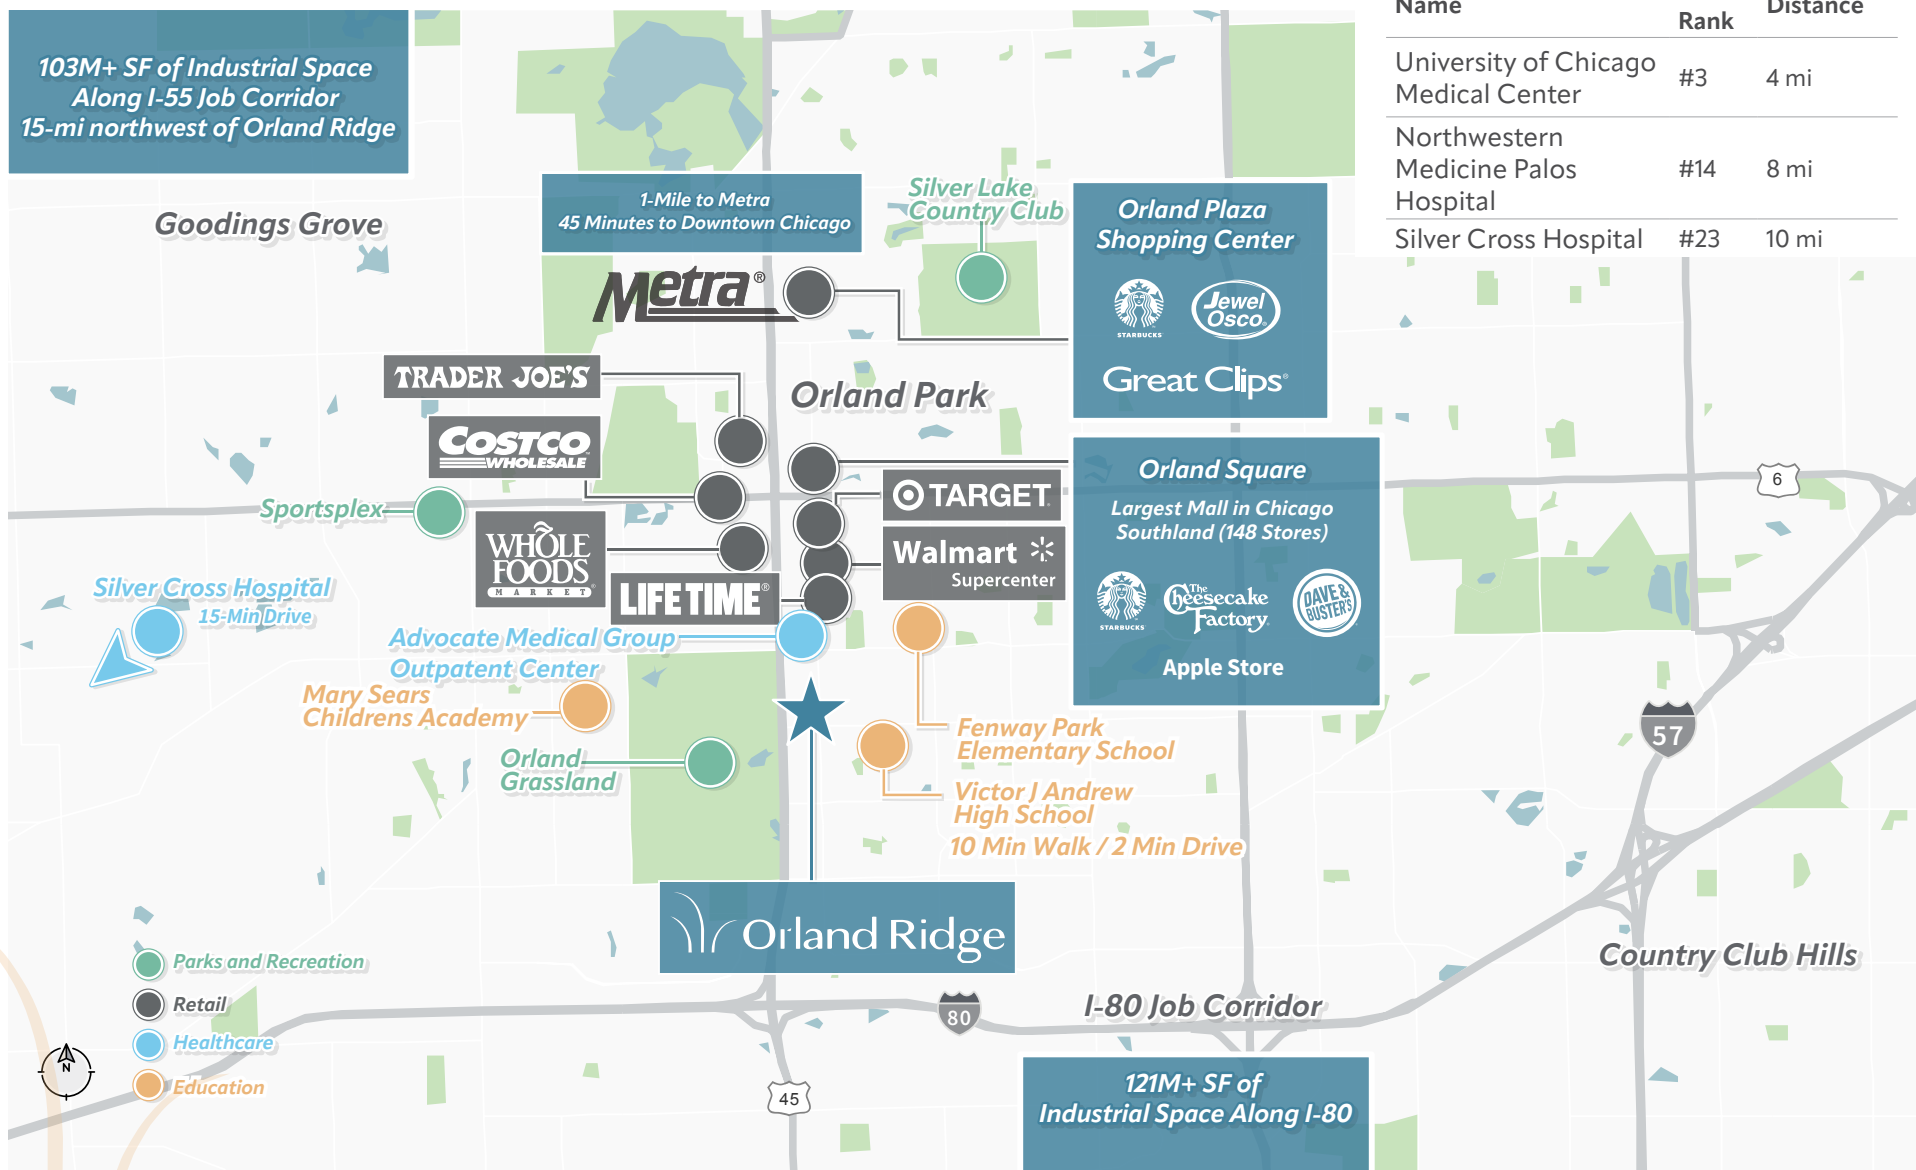 Name Rank Distance
University of Chicago
Medical Center #3 4 mi
Northwestern
Medicine Palos
Hospital #14 8 mi
Silver Cross Hospital #23 10 mi
103M+ SF of Industrial Space
Along I-55 Job Corridor
15-mi northwest of Orland Ridge
Goodings Grove
1-Mile to Metra
45 Minutes to Downtown Chicago
Metra®
Silver Lake
Country Club
Orland Plaza
Shopping Center
STARBUCKS
Jewel
Osco
Great Clips®
TRADER JOE'S
Orland Park
COSTCO
WHOLESALE
Sportsplex
WHOLE
FOODS
MARKET®
LIFE TIME®
TARGET
Walmart
Supercenter
Orland Square
Largest Mall in Chicago
Southland (148 Stores)
STARBUCKS
The
Cheesecake
Factory
DAVE &
BUSTER'S
Apple Store
6
Silver Cross Hospital
15-Min Drive
Advocate Medical Group
Outpatent Center
Mary Sears
Childrens Academy
Orland
Grassland
Fenway Park
Elementary School
Victor J Andrew
High School
10 Min Walk / 2 Min Drive
57
Orland Ridge
Country Club Hills
Parks and Recreation
Retail
Healthcare
Education
N
80
I-80 Job Corridor
45
121M+ SF of
Industrial Space Along I-80